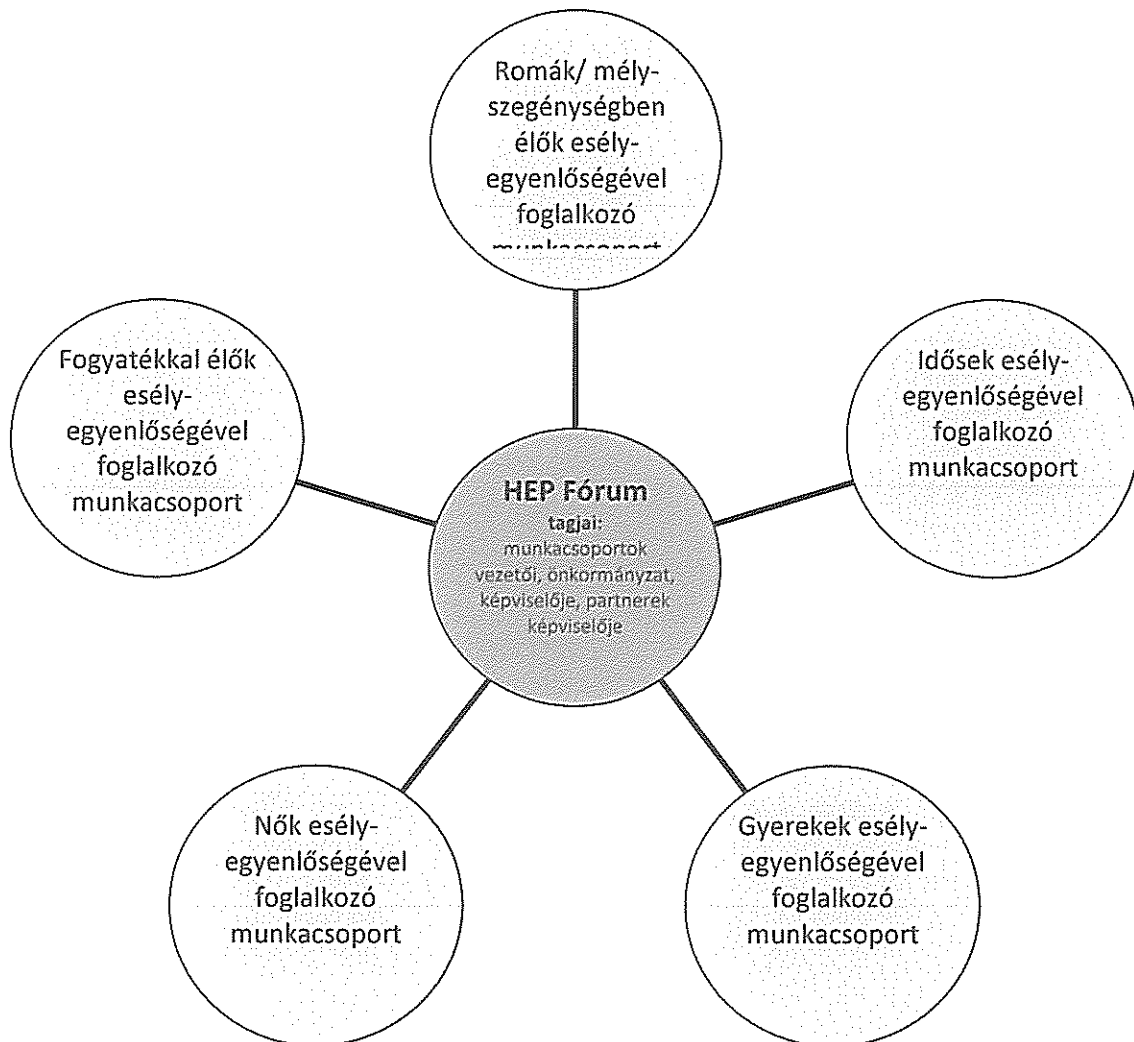 Romák/ mély-
szegénységben
élők esély-
egyenlőségével
foglalkozó
munkacsoport
Fogyatékkal élők
esély-
egyenlőségével
foglalkozó
munkacsoport
Idősek esély-
egyenlőségével
foglalkozó
munkacsoport
HEP Fórum
tagjai:
munkacsoportok
vezetői, önkormányzat,
képviselője, partnerek
képviselője
Nők esély-
egyenlőségével
foglalkozó
munkacsoport
Gyerekek esély-
egyenlőségével
foglalkozó
munkacsoport